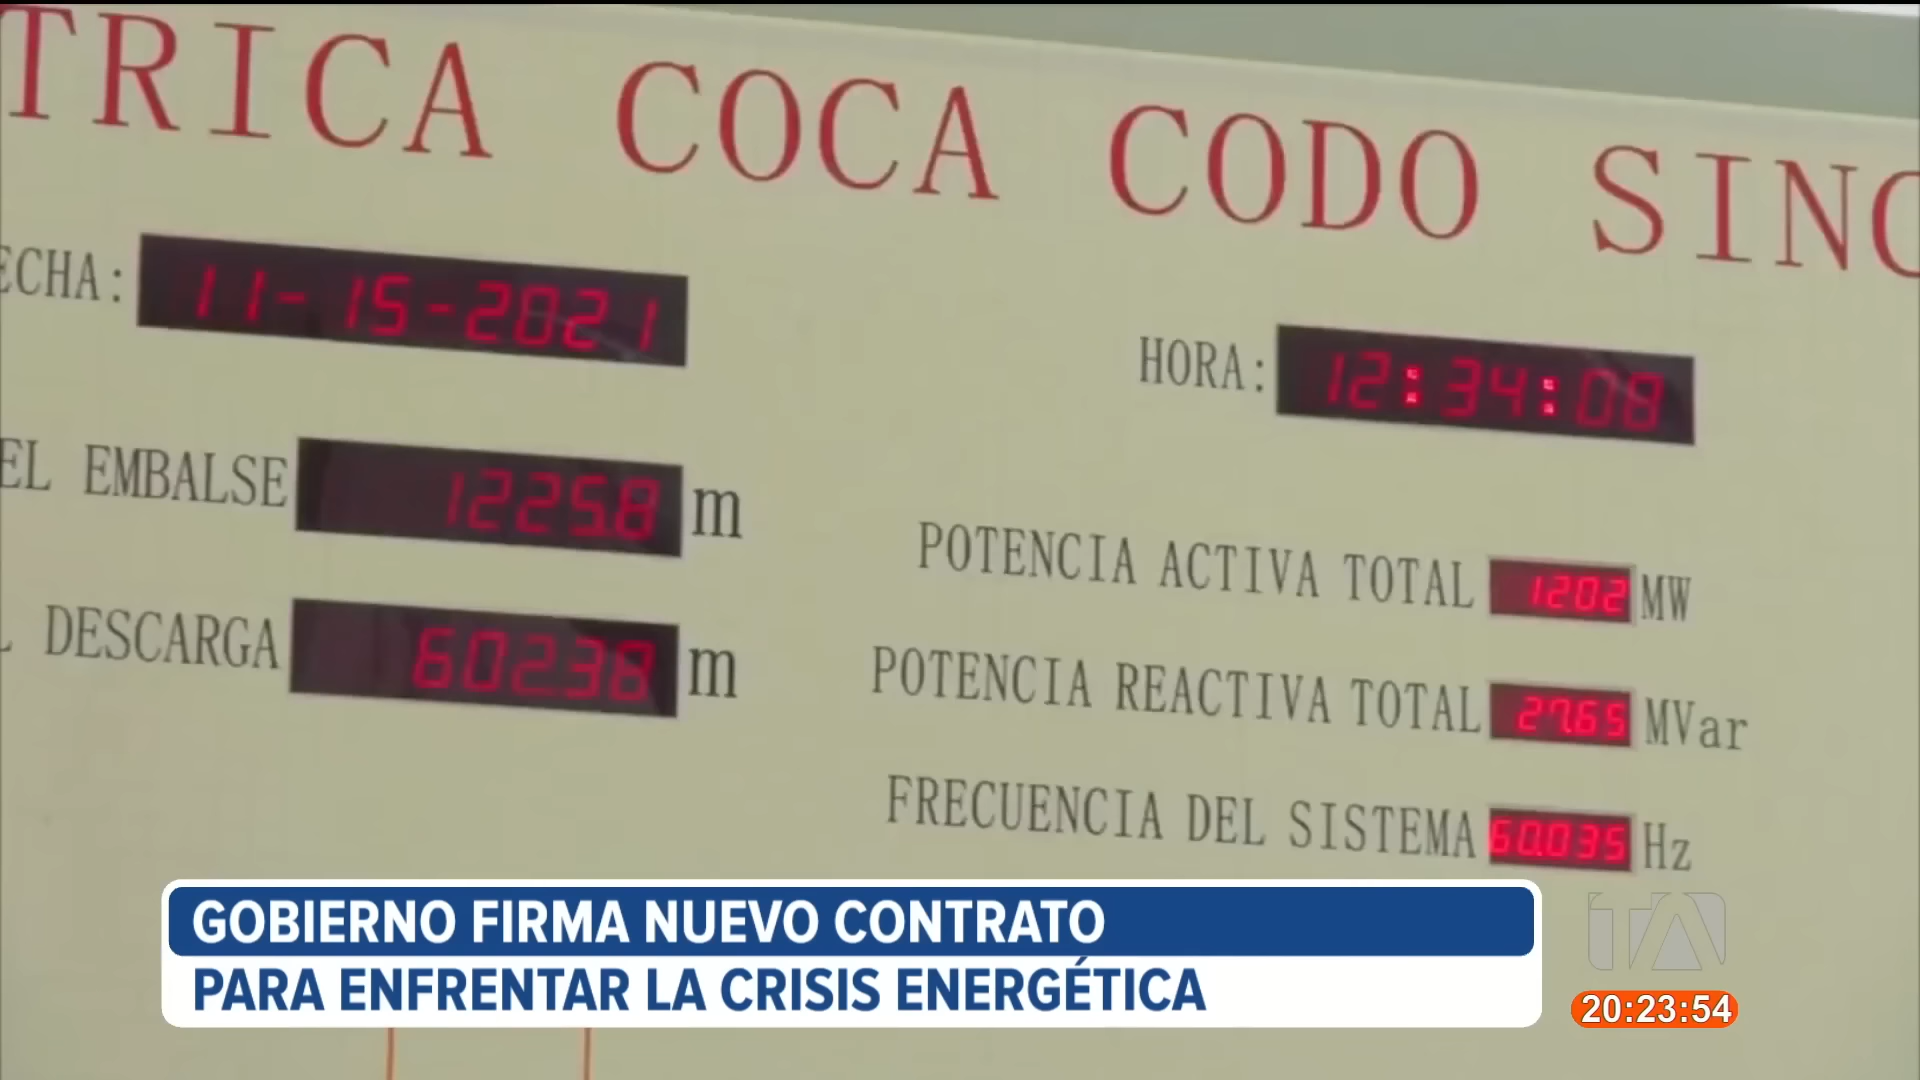 TRICA COCA CODO SINC
ECHA: 11-15-2021
HORA: 12:34:08
EL EMBALSE 1225.8 m
POTENCIA ACTIVA TOTAL 1202 MW
L DESCARGA 602.38 m
POTENCIA REACTIVA TOTAL 27.65 MVar
FRECUENCIA DEL SISTEMA 60.035 Hz
GOBIERNO FIRMA NUEVO CONTRATO
PARA ENFRENTAR LA CRISIS ENERGÉTICA
TA
20:23:54